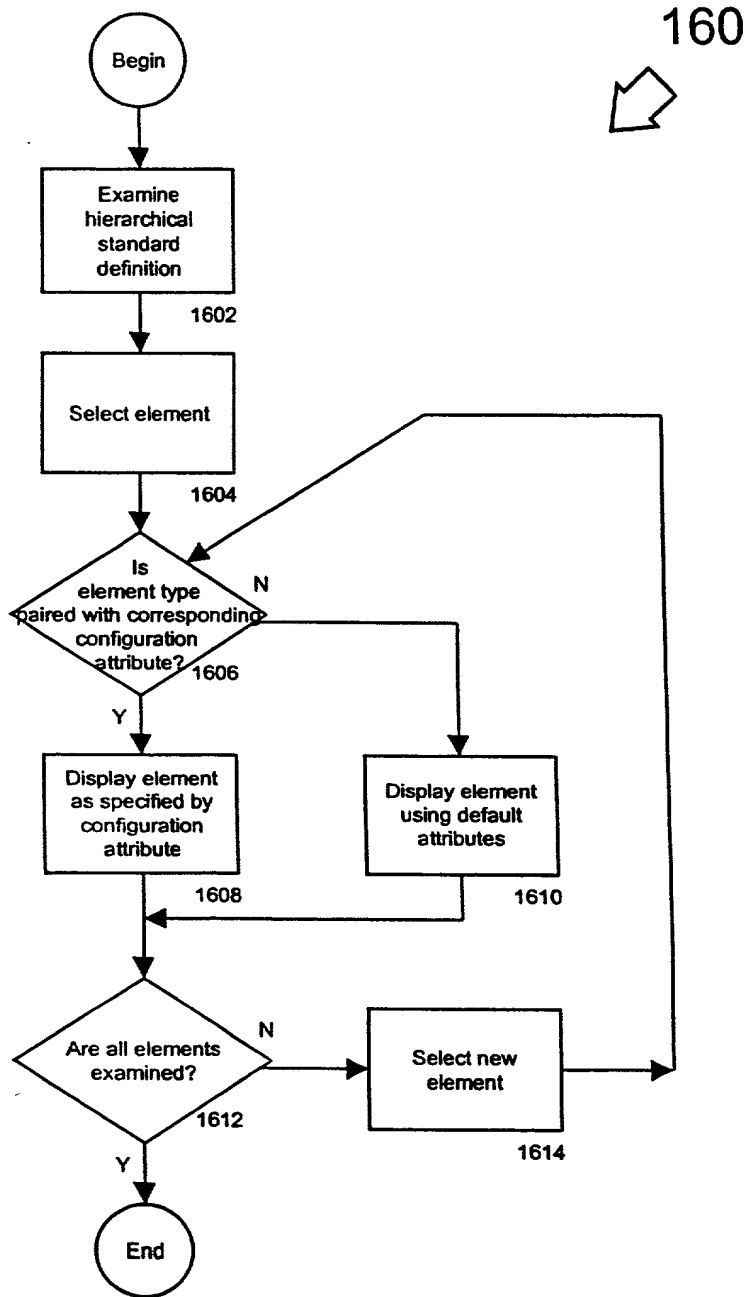 160
Begin
Examine
hierarchical
standard
definition
1602
Select element
1604
Is
element type
paired with corresponding
configuration
attribute?
1606
N
Y
Display element
as specified by
configuration
attribute
1608
Display element
using default
attributes
1610
Are all elements
examined?
1612
N
Select new
element
1614
Y
End